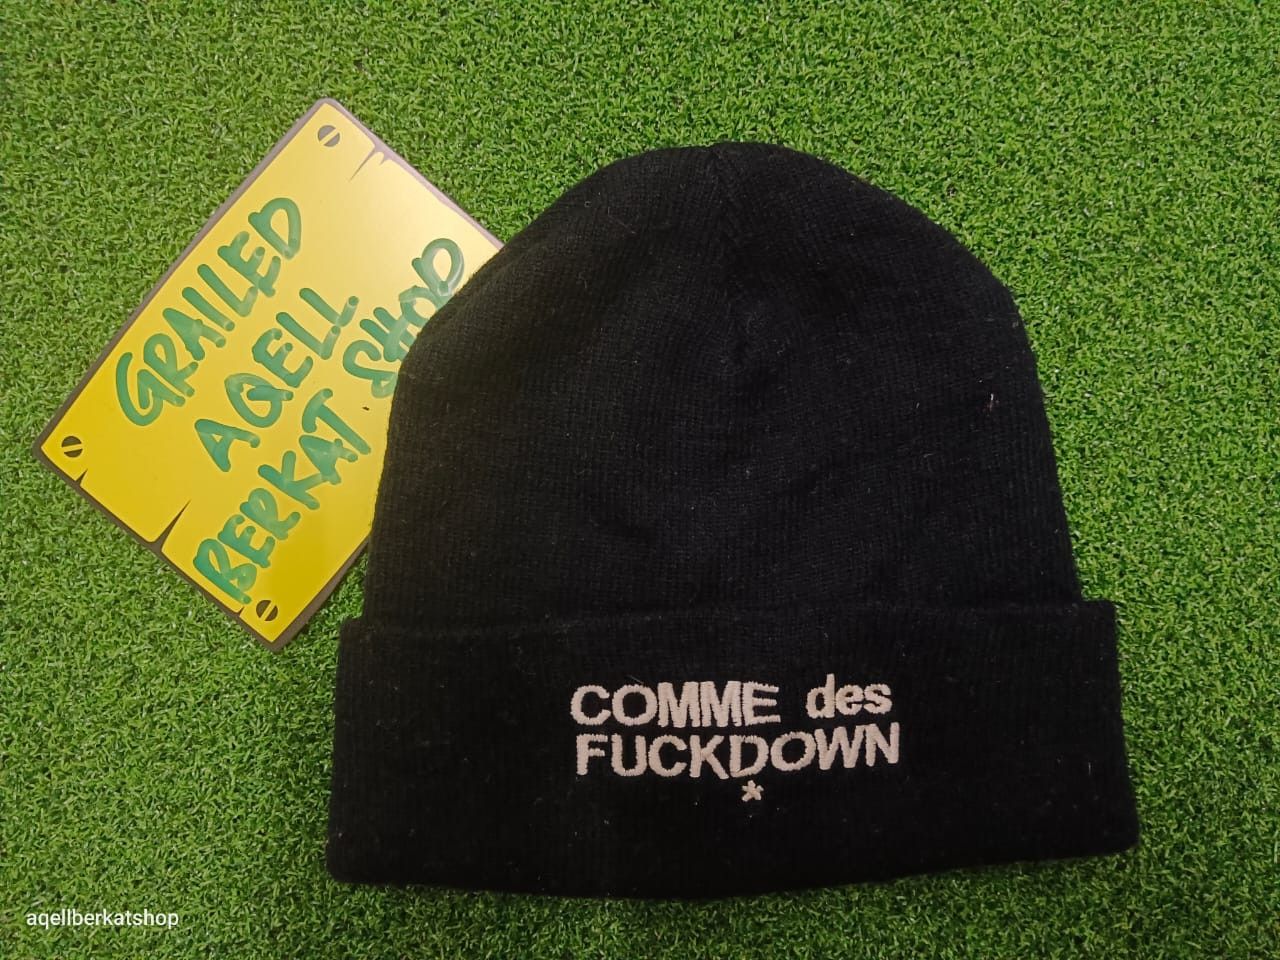 GRAILED
AQELL
BERKAT SHOP
COMME des
FUCKDOWN
*
aqellberkatshop